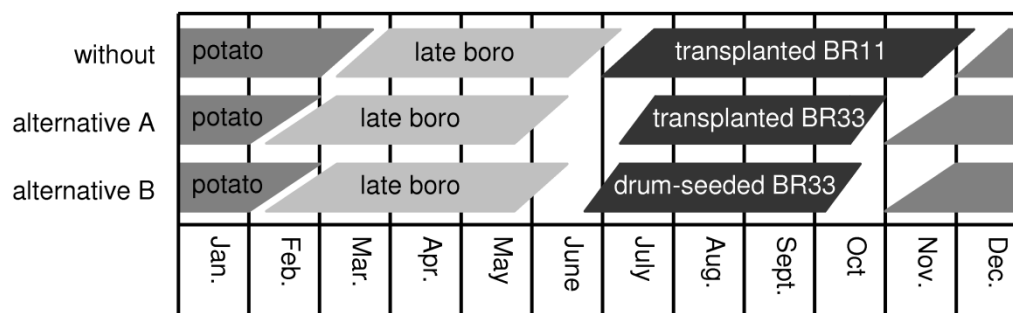 without potato late boro transplanted BR11
alternative A potato late boro transplanted BR33
alternative B potato late boro drum-seeded BR33
Jan. Feb. Mar. Apr. May June July Aug. Sept. Oct Nov. Dec.